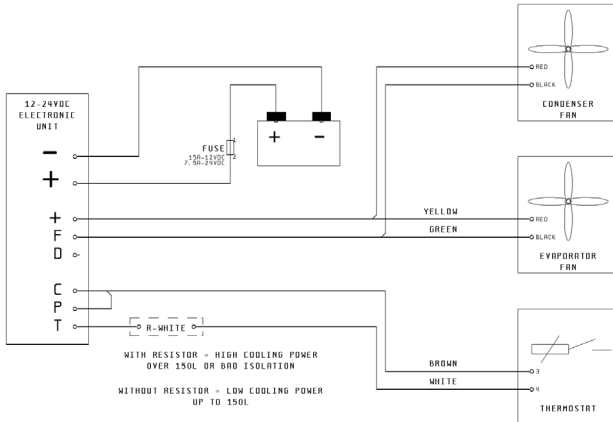 12-24VDC
ELECTRONIC
UNIT
-
+
+
F
D
C
P
T
FUSE
15A-12VDC
7.5A-24VDC
1
2
+ -
RED
BLACK
CONDENSER
FAN
YELLOW
GREEN
RED
BLACK
EVAPORATOR
FAN
R-WHITE
WITH RESISTOR = HIGH COOLING POWER
OVER 150L OR BAD ISOLATION
WITHOUT RESISTOR = LOW COOLING POWER
UP TO 150L
BROWN
WHITE
3
4
THERMOSTAT